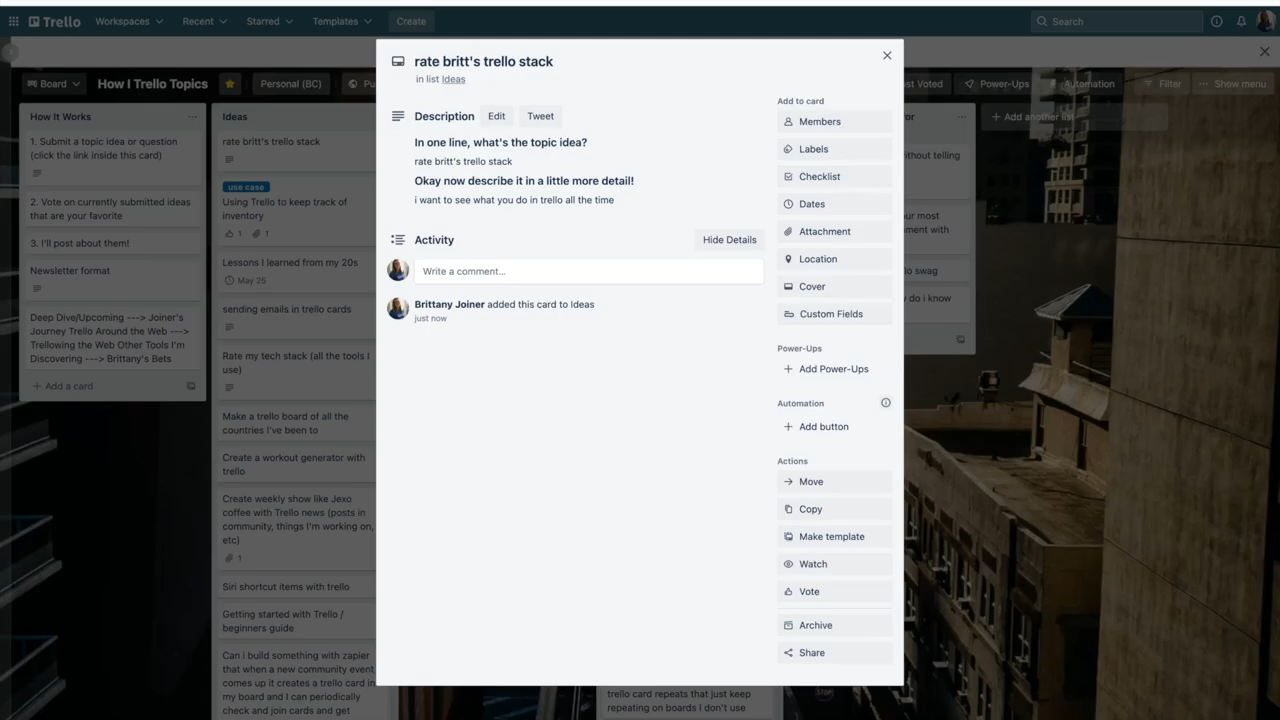 Trello
Workspaces
Recent
Starred
Templates
Create
Search
Board
How I Trello Topics
Personal (BC)
Power-Ups
Automation
Filter
Show menu
How It Works
1. Submit a topic idea or question
(click the link inside this card)
2. Vote on currently submitted ideas
that are your favorite
3. I'll post about them!
Newsletter format
Deep Dive/Upcoming ---> Joiner's
Journey Trello Around the Web --->
Trellowing the Web Other Tools I'm
Discovering ---> Brittany's Bets
+ Add a card
Ideas
rate britt's trello stack
use case
Using Trello to keep track of
inventory
1 1
Lessons I learned from my 20s
May 25
sending emails in trello cards
Rate my tech stack (all the tools I
use)
Make a trello board of all the
countries I've been to
Create a workout generator with
trello
Create weekly show like Jexo
coffee with Trello news (posts in
community, things I'm working on,
etc)
1
Siri shortcut items with trello
Getting started with Trello /
beginners guide
Can i build something with zapier
that when a new community event
comes up it creates a trello card in
my board and I can periodically
check and join cards and get
rate britt's trello stack
in list Ideas
Description
Edit
Tweet
In one line, what's the topic idea?
rate britt's trello stack
Okay now describe it in a little more detail!
i want to see what you do in trello all the time
Activity
Hide Details
Write a comment...
Brittany Joiner added this card to Ideas
just now
Add to card
Members
Labels
Checklist
Dates
Attachment
Location
Cover
Custom Fields
Power-Ups
+ Add Power-Ups
Automation
+ Add button
Actions
Move
Copy
Make template
Watch
Vote
Archive
Share
st Voted
+ Add another list
ithout telling
ur most
ment with
lo swag
do i know
trello card repeats that just keep
repeating on boards I don't use
STOP